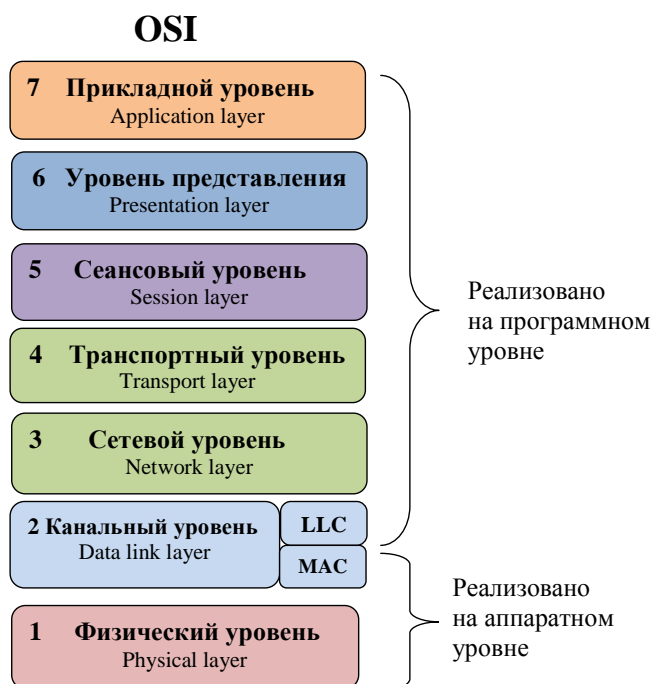 OSI
7 Прикладной уровень
Application layer
6 Уровень представления
Presentation layer
5 Сеансовый уровень
Session layer
4 Транспортный уровень
Transport layer
3 Сетевой уровень
Network layer
2 Канальный уровень
Data link layer
LLC
MAC
1 Физический уровень
Physical layer
Реализовано
на программном
уровне
Реализовано
на аппаратном
уровне